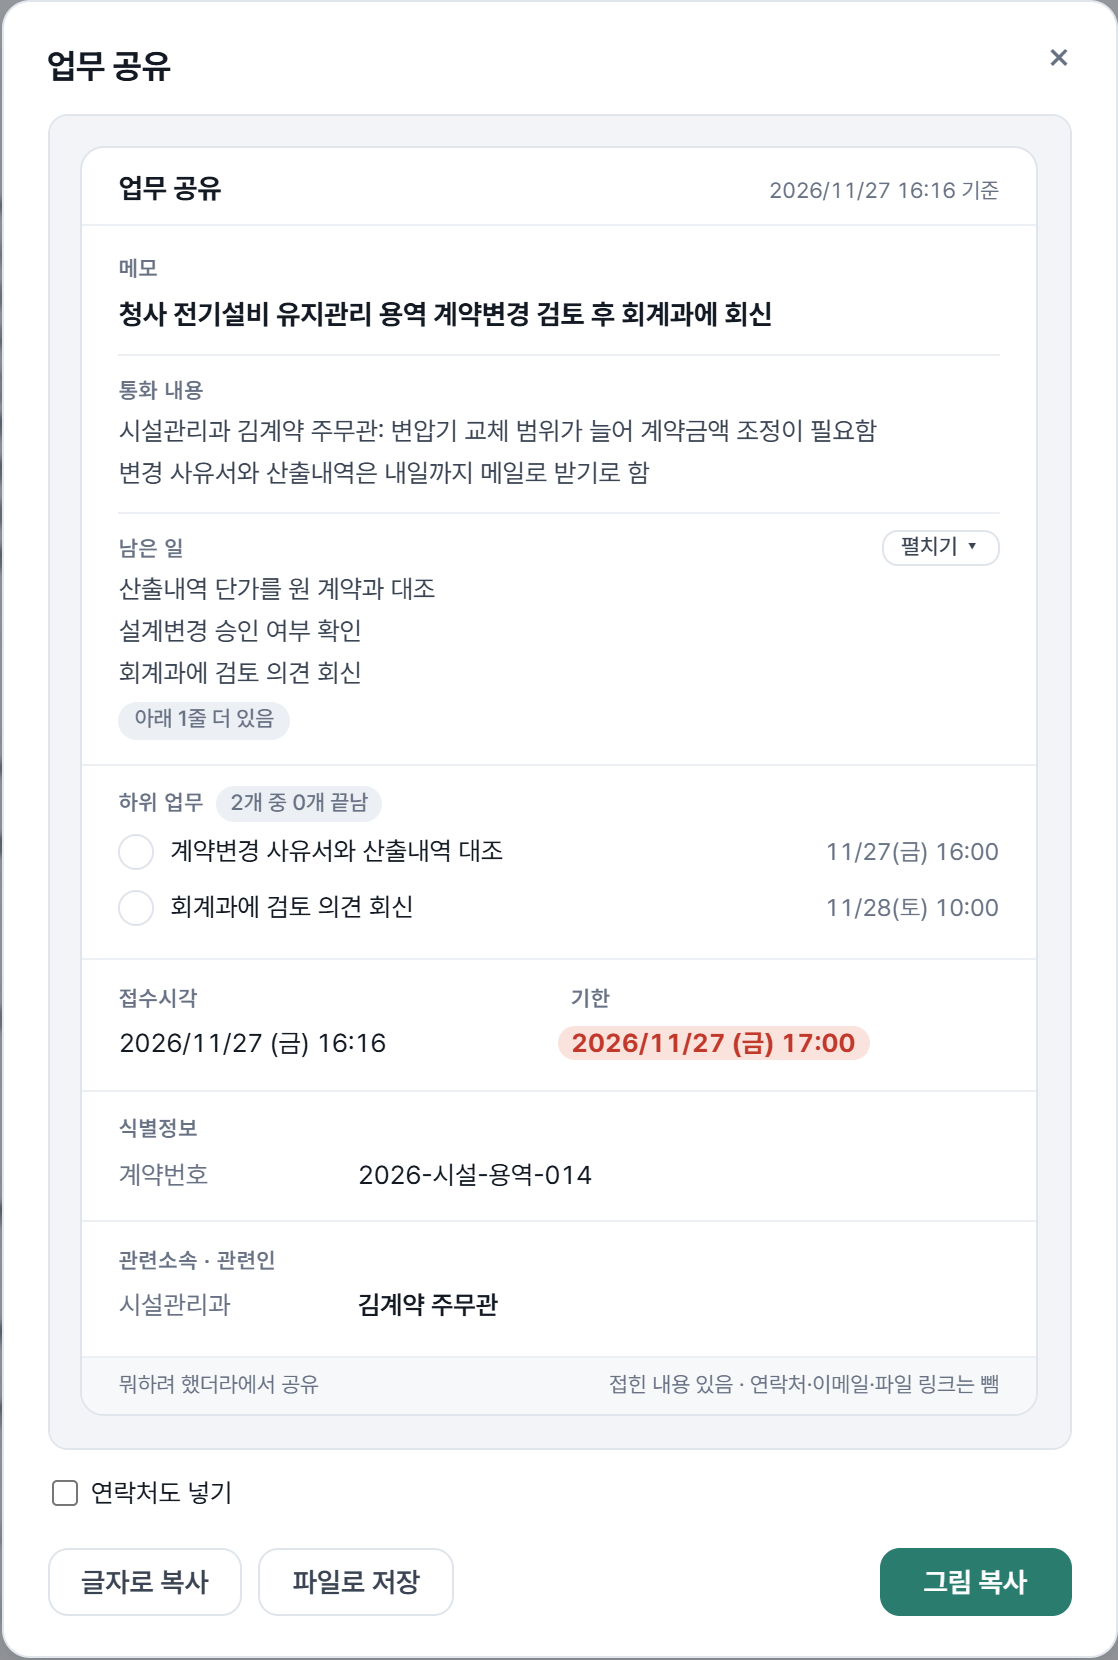 업무 공유
×
업무 공유
2026/11/27 16:16 기준
메모
청사 전기설비 유지관리 용역 계약변경 검토 후 회계과에 회신
통화 내용
시설관리과 김계약 주무관: 변압기 교체 범위가 늘어 계약금액 조정이 필요함
변경 사유서와 산출내역은 내일까지 메일로 받기로 함
남은 일
펼치기 ▾
산출내역 단가를 원 계약과 대조
설계변경 승인 여부 확인
회계과에 검토 의견 회신
아래 1줄 더 있음
하위 업무 2개 중 0개 끝남
계약변경 사유서와 산출내역 대조 11/27(금) 16:00
회계과에 검토 의견 회신 11/28(토) 10:00
접수시각 기한
2026/11/27 (금) 16:16 2026/11/27 (금) 17:00
식별정보
계약번호 2026-시설-용역-014
관련소속 · 관련인
시설관리과 김계약 주무관
뭐하려 했더라에서 공유 접힌 내용 있음 · 연락처·이메일·파일 링크는 뺌
연락처도 넣기
글자로 복사 파일로 저장 그림 복사